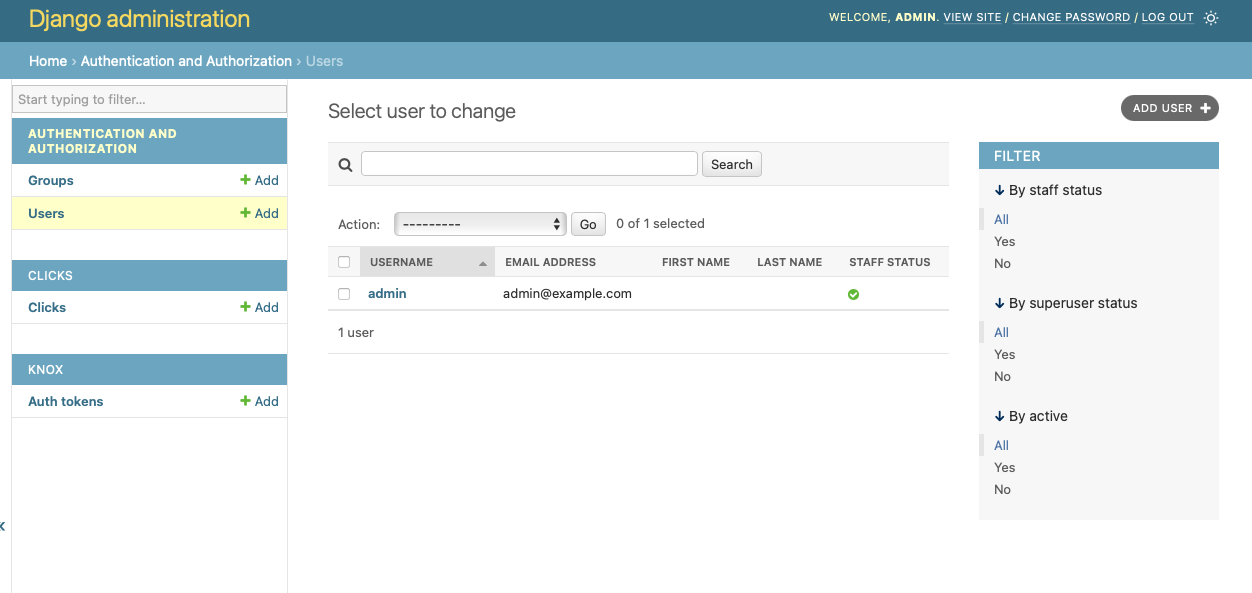 Django administration
WELCOME, ADMIN. VIEW SITE / CHANGE PASSWORD / LOG OUT
Home › Authentication and Authorization › Users
Start typing to filter...
AUTHENTICATION AND
AUTHORIZATION
Groups + Add
Users + Add
CLICKS
Clicks + Add
KNOX
Auth tokens + Add
Select user to change
ADD USER +
Search
Action: --------- Go 0 of 1 selected
USERNAME EMAIL ADDRESS FIRST NAME LAST NAME STAFF STATUS
admin admin@example.com
1 user
FILTER
↓ By staff status
All
Yes
No
↓ By superuser status
All
Yes
No
↓ By active
All
Yes
No